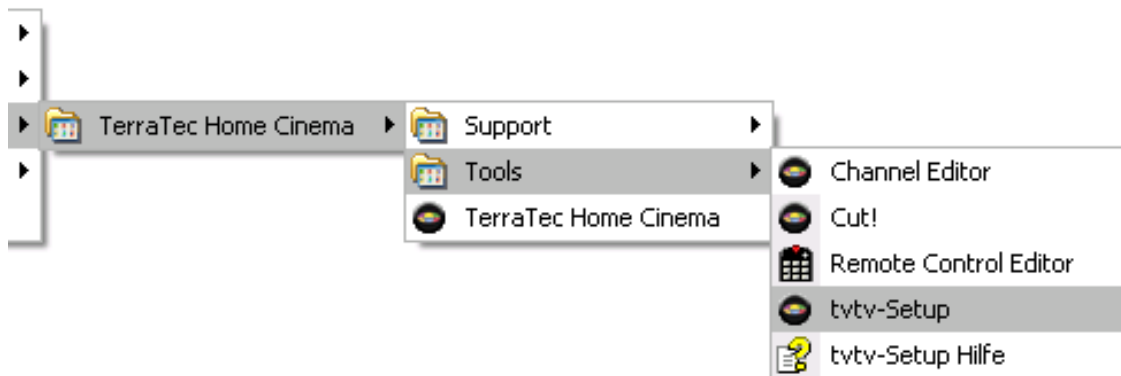 TerraTec Home Cinema
Support
Tools
TerraTec Home Cinema
Channel Editor
Cut!
Remote Control Editor
tvtv-Setup
tvtv-Setup Hilfe